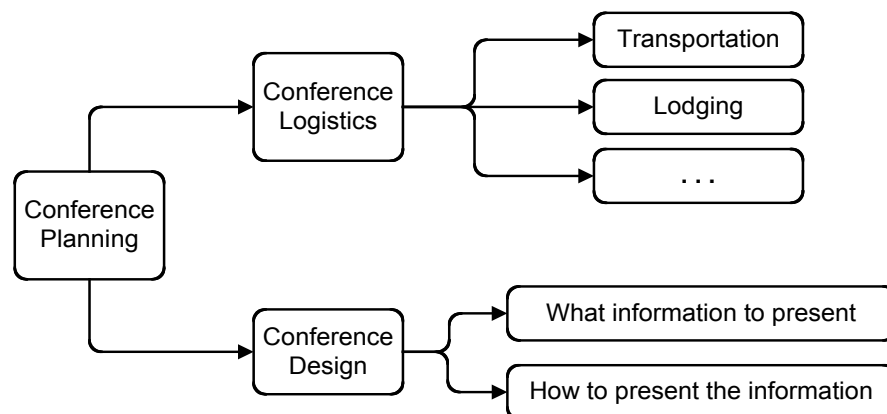 Transportation
Conference
Logistics
Lodging
. . .
Conference
Planning
What information to present
Conference
Design
How to present the information